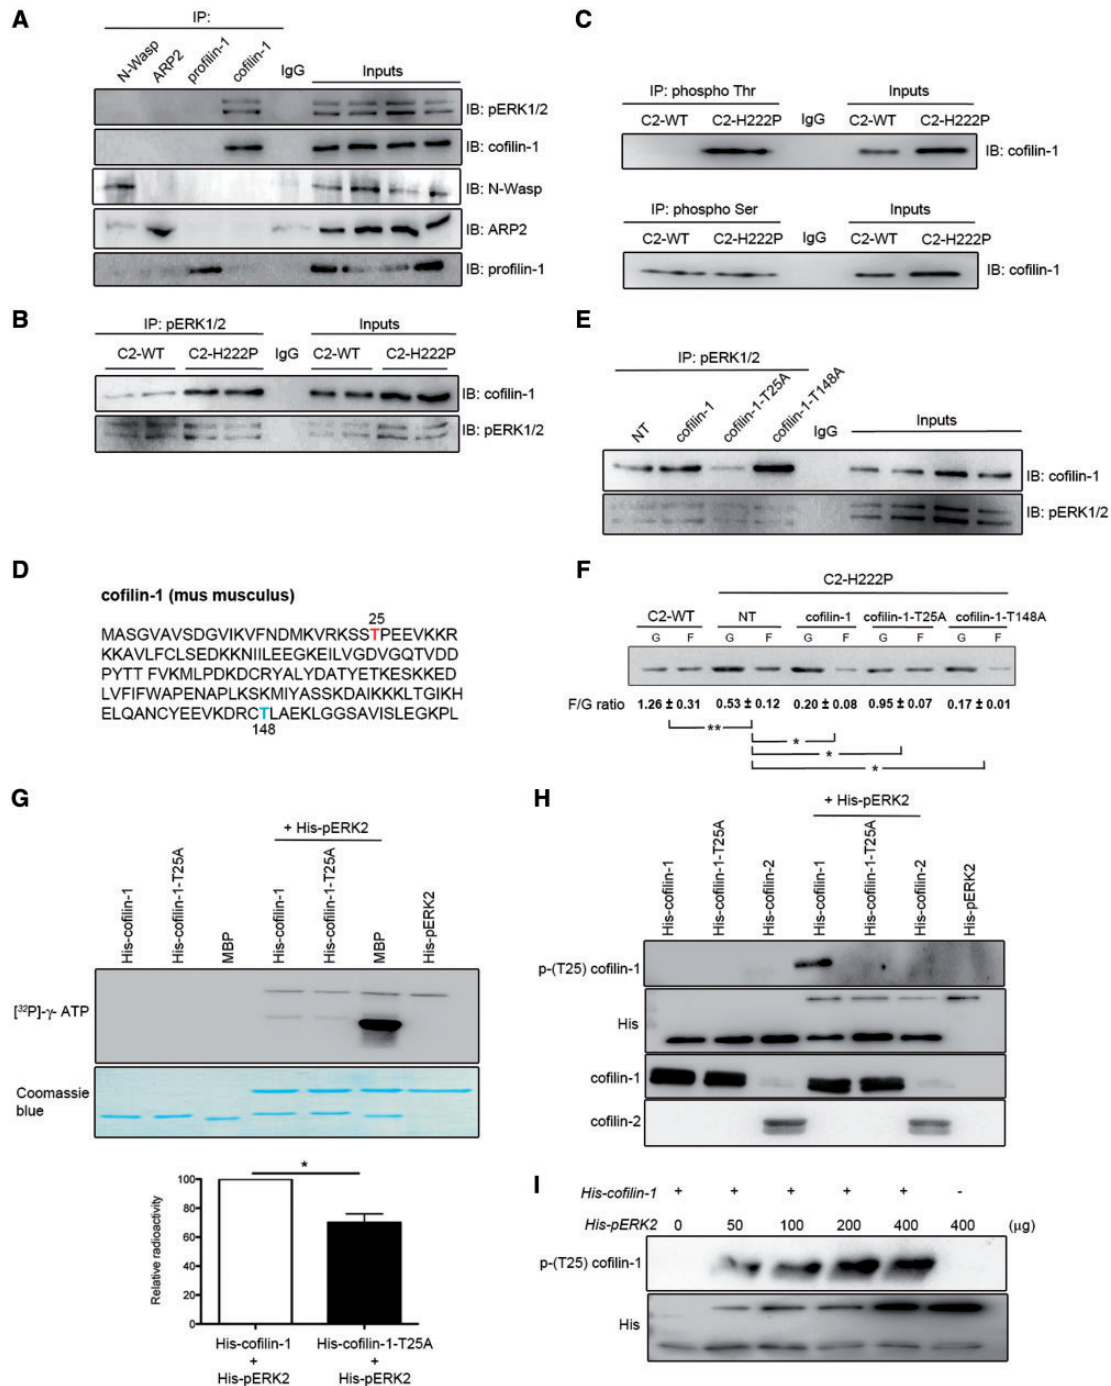 A
IP:
N-Wasp ARP2 profilin-1 cofilin-1 IgG Inputs
IB: pERK1/2
IB: cofilin-1
IB: N-Wasp
IB: ARP2
IB: profilin-1
B
IP: pERK1/2 IgG Inputs
C2-WT C2-H222P C2-WT C2-H222P
IB: cofilin-1
IB: pERK1/2
C
IP: phospho Thr IgG Inputs
C2-WT C2-H222P C2-WT C2-H222P
IB: cofilin-1
IP: phospho Ser IgG Inputs
C2-WT C2-H222P C2-WT C2-H222P
IB: cofilin-1
D
cofilin-1 (mus musculus)
25
MASGVAVSDGVIKVFNDMKVRKSSTPEEVKKR
KKAVLFCLSEDKKNIILEEGKEILVGDVGQTVDD
PYTT FVKMLPDKDCRYALYDATYETKESKKED
LVFIFWAPENAPLKSKMIYASSKDAIKKKLTGIKH
ELQANCYEEVKDRCTLAEKLGGSAVISLEGKPL
148
E
IP: pERK1/2
NT cofilin-1 cofilin-1-T25A cofilin-1-T148A IgG Inputs
IB: cofilin-1
IB: pERK1/2
F
C2-H222P
C2-WT NT cofilin-1 cofilin-1-T25A cofilin-1-T148A
G F G F G F G F G F
F/G ratio 1.26 ± 0.31 0.53 ± 0.12 0.20 ± 0.08 0.95 ± 0.07 0.17 ± 0.01
**
*
*
*
G
+ His-pERK2
His-cofilin-1 His-cofilin-1-T25A MBP His-cofilin-1 His-cofilin-1-T25A MBP His-pERK2
[³²P]-γ- ATP
Coomassie
blue
*
Relative radioactivity
100
80
60
40
20
0
His-cofilin-1 His-cofilin-1-T25A
+ +
His-pERK2 His-pERK2
H
+ His-pERK2
His-cofilin-1 His-cofilin-1-T25A His-cofilin-2 His-cofilin-1 His-cofilin-1-T25A His-cofilin-2 His-pERK2
p-(T25) cofilin-1
His
cofilin-1
cofilin-2
I
His-cofilin-1 + + + + + -
His-pERK2 0 50 100 200 400 400 (µg)
p-(T25) cofilin-1
His